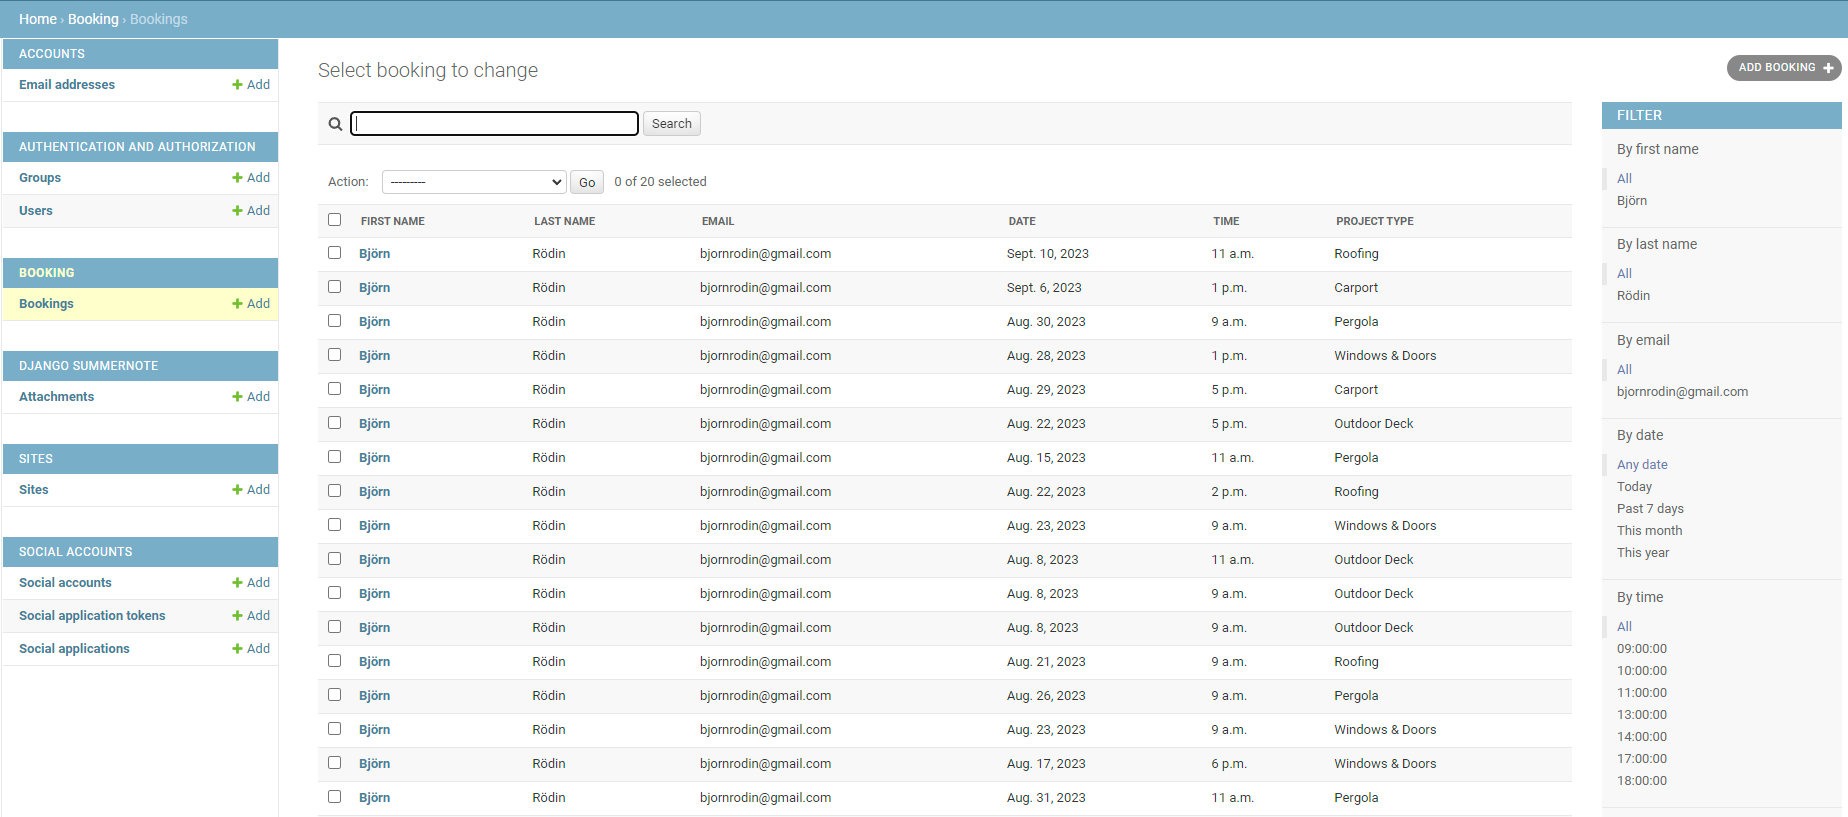 Home › Booking › Bookings
ACCOUNTS
Email addresses + Add
AUTHENTICATION AND AUTHORIZATION
Groups + Add
Users + Add
BOOKING
Bookings + Add
DJANGO SUMMERNOTE
Attachments + Add
SITES
Sites + Add
SOCIAL ACCOUNTS
Social accounts + Add
Social application tokens + Add
Social applications + Add
Select booking to change
ADD BOOKING +
Search
Action: --------- Go 0 of 20 selected
FIRST NAME LAST NAME EMAIL DATE TIME PROJECT TYPE
Björn Rödin bjornrodin@gmail.com Sept. 10, 2023 11 a.m. Roofing
Björn Rödin bjornrodin@gmail.com Sept. 6, 2023 1 p.m. Carport
Björn Rödin bjornrodin@gmail.com Aug. 30, 2023 9 a.m. Pergola
Björn Rödin bjornrodin@gmail.com Aug. 28, 2023 1 p.m. Windows & Doors
Björn Rödin bjornrodin@gmail.com Aug. 29, 2023 5 p.m. Carport
Björn Rödin bjornrodin@gmail.com Aug. 22, 2023 5 p.m. Outdoor Deck
Björn Rödin bjornrodin@gmail.com Aug. 15, 2023 11 a.m. Pergola
Björn Rödin bjornrodin@gmail.com Aug. 22, 2023 2 p.m. Roofing
Björn Rödin bjornrodin@gmail.com Aug. 23, 2023 9 a.m. Windows & Doors
Björn Rödin bjornrodin@gmail.com Aug. 8, 2023 11 a.m. Outdoor Deck
Björn Rödin bjornrodin@gmail.com Aug. 8, 2023 9 a.m. Outdoor Deck
Björn Rödin bjornrodin@gmail.com Aug. 8, 2023 9 a.m. Outdoor Deck
Björn Rödin bjornrodin@gmail.com Aug. 21, 2023 9 a.m. Roofing
Björn Rödin bjornrodin@gmail.com Aug. 26, 2023 9 a.m. Pergola
Björn Rödin bjornrodin@gmail.com Aug. 23, 2023 9 a.m. Windows & Doors
Björn Rödin bjornrodin@gmail.com Aug. 17, 2023 6 p.m. Windows & Doors
Björn Rödin bjornrodin@gmail.com Aug. 31, 2023 11 a.m. Pergola
FILTER
By first name
All
Björn
By last name
All
Rödin
By email
All
bjornrodin@gmail.com
By date
Any date
Today
Past 7 days
This month
This year
By time
All
09:00:00
10:00:00
11:00:00
13:00:00
14:00:00
17:00:00
18:00:00